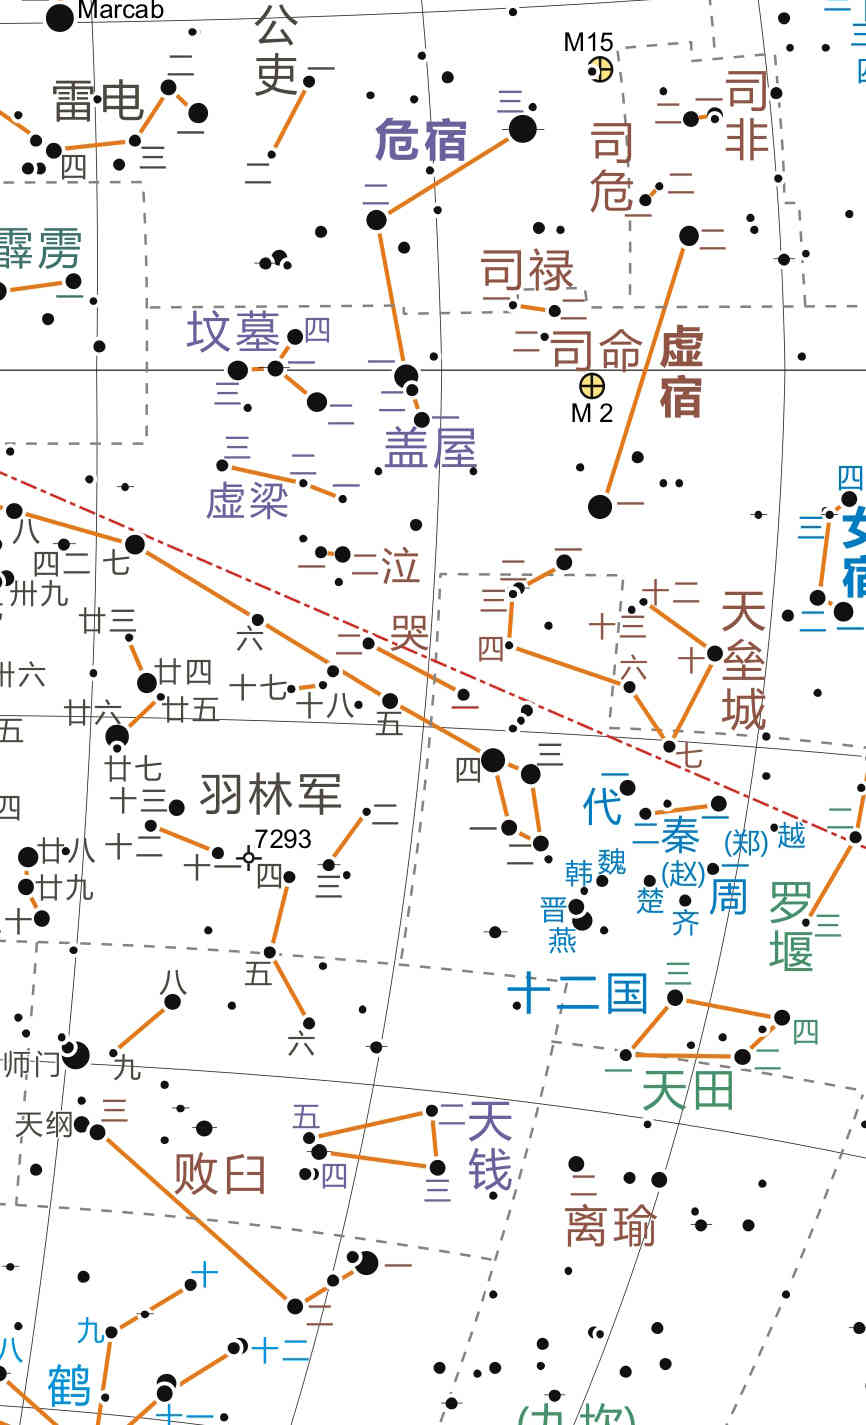 Marcab
公吏
一
二
M15
二
雷电
一
三
四
三
危宿
二
司非
二
一
司危
二
一
二
霹雳
二
司禄
一
二
坟墓
四
一
三
二
二
司命
虚宿
M 2
一
二
一
盖屋
三
二
一
虚梁
一
四
女宿
三
二
一
八
四二
七
卅九
一
二
泣
一
二
三
四
十二
十三
天垒城
十
六
七
廿三
六
二
哭
一
卅六
廿四
廿五
廿六
十七
十八
五
五
廿七
羽林军
四
三
一
二
代
一
二
秦
一
(郑)
越
二
四
十三
十二
十一
7293
二
三
四
韩
魏
(赵)
一
周
楚
齐
晋
燕
罗堰
三
廿八
廿九
十
五
六
八
九
十二国
三
四
一
二
天田
师门
天纲
三
五
二
天钱
四
三
败臼
二
离瑜
一
二
十
九
十二
八
鹤
十一
(九坎)